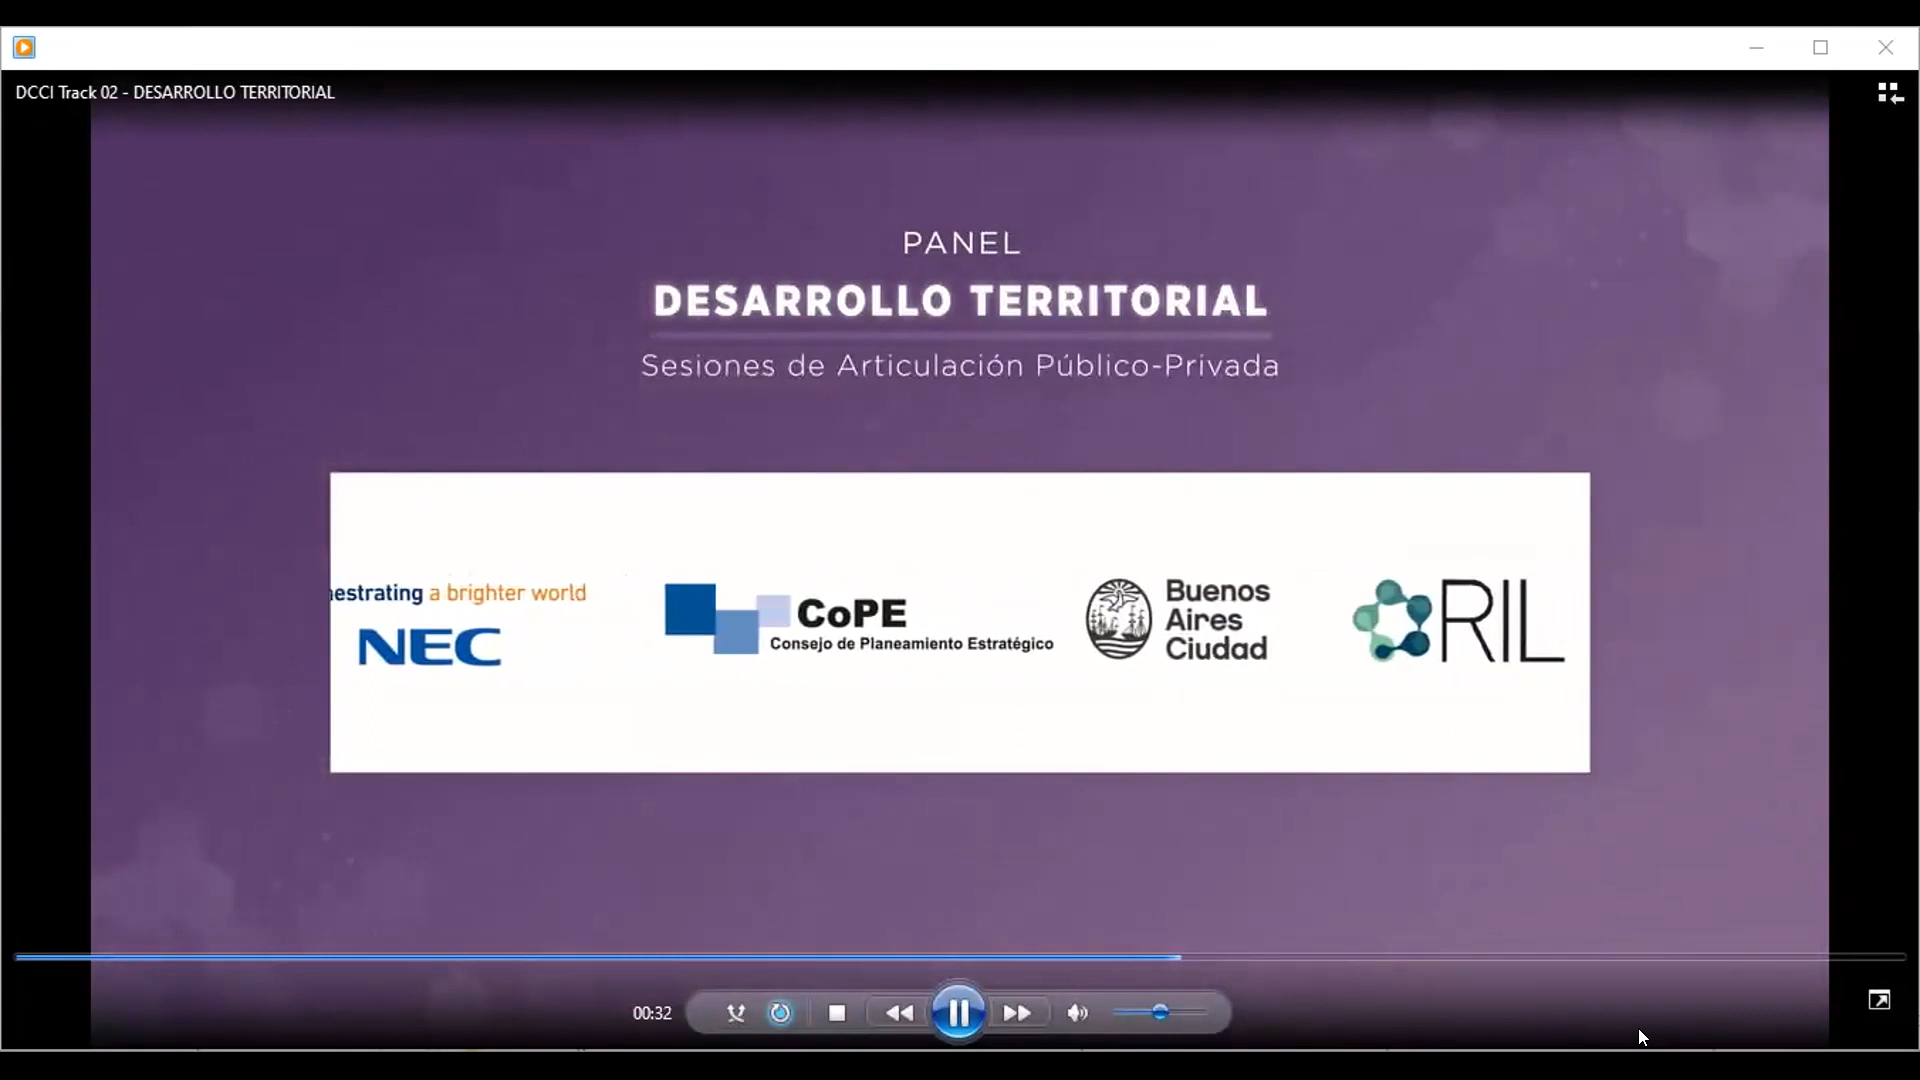 DCCI Track 02 - DESARROLLO TERRITORIAL
PANEL
DESARROLLO TERRITORIAL
Sesiones de Articulación Público-Privada
hestrating a brighter world
NEC
CoPE
Consejo de Planeamiento Estratégico
Buenos
Aires
Ciudad
RIL
00:32